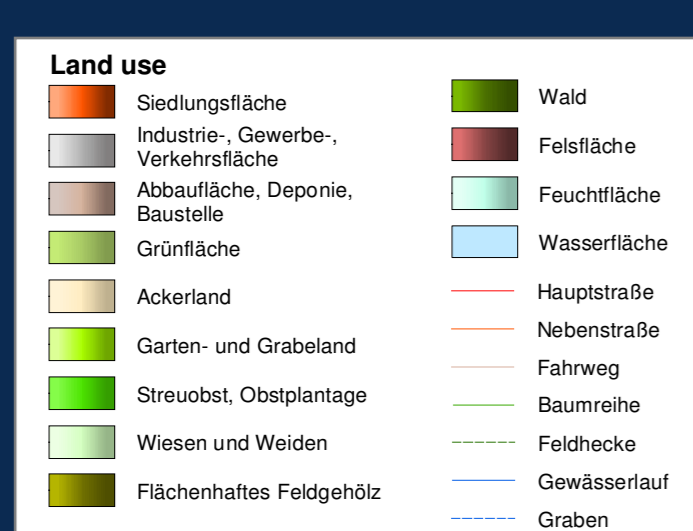 Land use
Siedlungsfläche
Industrie-, Gewerbe-,
Verkehrsfläche
Abbaufläche, Deponie,
Baustelle
Grünfläche
Ackerland
Garten- und Grabeland
Streuobst, Obstplantage
Wiesen und Weiden
Flächenhaftes Feldgehölz
Wald
Felsfläche
Feuchtfläche
Wasserfläche
Hauptstraße
Nebenstraße
Fahrweg
Baumreihe
Feldhecke
Gewässerlauf
Graben